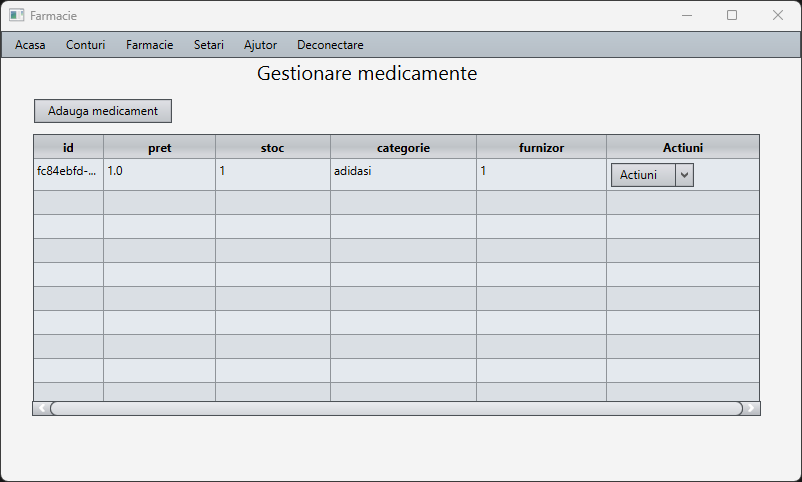 Farmacie
Acasa Conturi Farmacie Setari Ajutor Deconectare
Gestionare medicamente
Adauga medicament
id pret stoc categorie furnizor Actiuni
fc84ebfd-... 1.0 1 adidasi 1 Actiuni